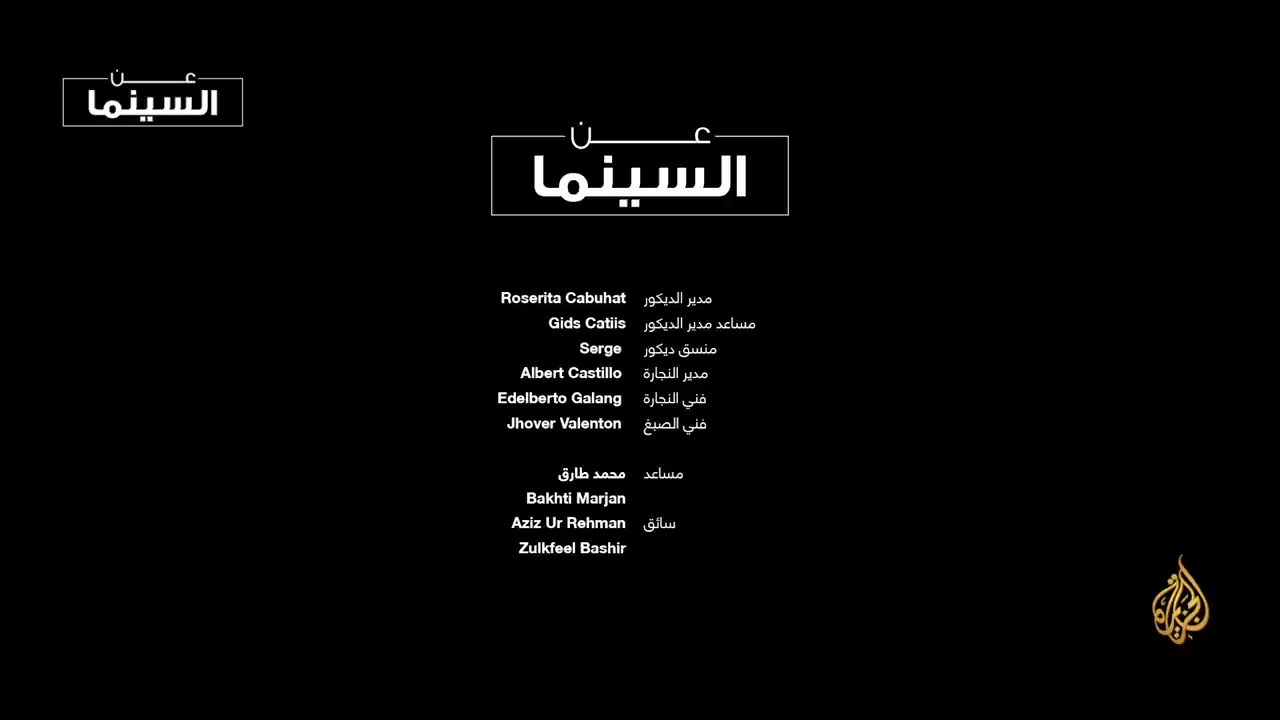 عن
السينما
عن
السينما
مدير الديكور Roserita Cabuhat
مساعد مدير الديكور Gids Catiis
منسق ديكور Serge
مدير النجارة Albert Castillo
فني النجارة Edelberto Galang
فني الصبغ Jhover Valenton
مساعد محمد طارق
Bakhti Marjan
سائق Aziz Ur Rehman
Zulkfeel Bashir
الجزيرة